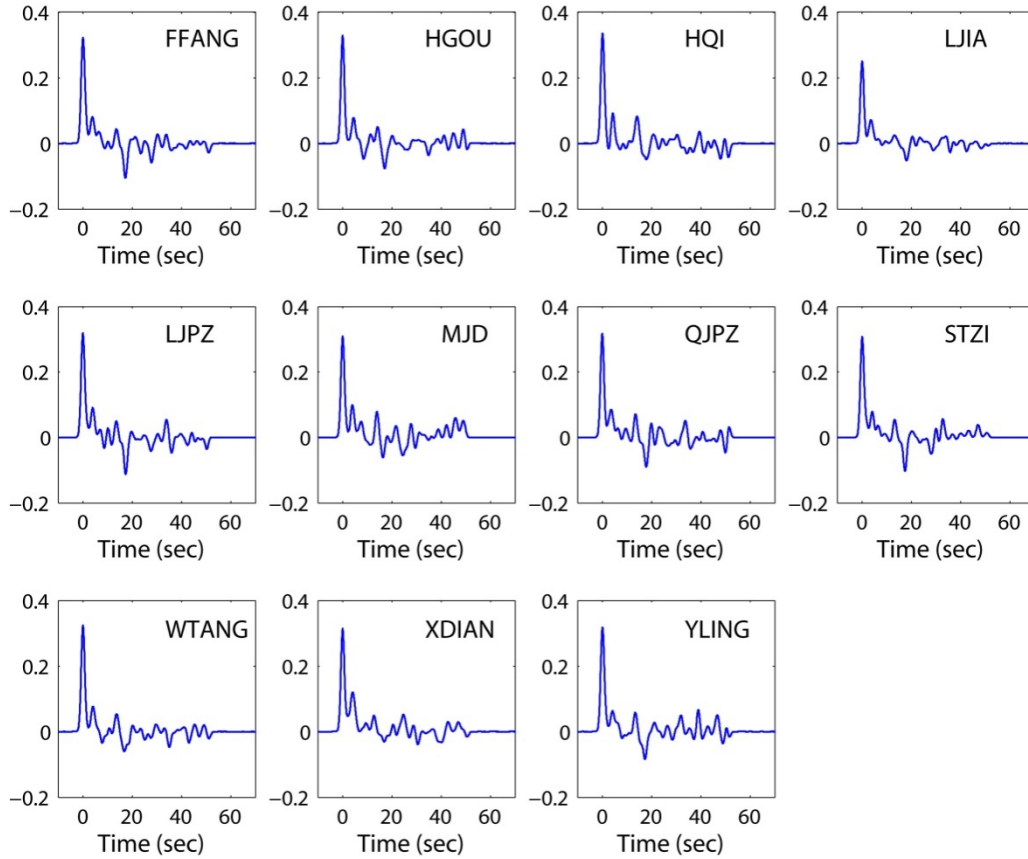 0.4 FFANG 0.4 HGOU 0.4 HQI 0.4 LJIA
0.2 0.2 0.2 0.2
0 0 0 0
−0.2 −0.2 −0.2 −0.2
0 20 40 60 0 20 40 60 0 20 40 60 0 20 40 60
Time (sec) Time (sec) Time (sec) Time (sec)
0.4 LJPZ 0.4 MJD 0.4 QJPZ 0.4 STZI
0.2 0.2 0.2 0.2
0 0 0 0
−0.2 −0.2 −0.2 −0.2
0 20 40 60 0 20 40 60 0 20 40 60 0 20 40 60
Time (sec) Time (sec) Time (sec) Time (sec)
0.4 WTANG 0.4 XDIAN 0.4 YLING
0.2 0.2 0.2
0 0 0
−0.2 −0.2 −0.2
0 20 40 60 0 20 40 60 0 20 40 60
Time (sec) Time (sec) Time (sec)